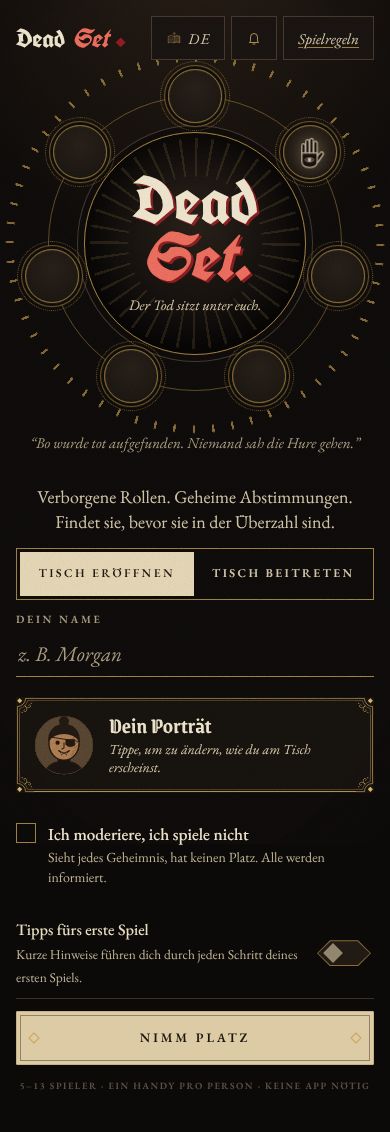 Dead Set
DE
Spielregeln
Dead
Set.
Der Tod sitzt unter euch.
“Bo wurde tot aufgefunden. Niemand sah die Hure gehen.”
Verborgene Rollen. Geheime Abstimmungen.
Findet sie, bevor sie in der Überzahl sind.
TISCH ERÖFFNEN
TISCH BEITRETEN
DEIN NAME
z. B. Morgan
Dein Porträt
Tippe, um zu ändern, wie du am Tisch
erscheinst.
Ich moderiere, ich spiele nicht
Sieht jedes Geheimnis, hat keinen Platz. Alle werden
informiert.
Tipps fürs erste Spiel
Kurze Hinweise führen dich durch jeden Schritt deines
ersten Spiels.
NIMM PLATZ
5–13 SPIELER · EIN HANDY PRO PERSON · KEINE APP NÖTIG